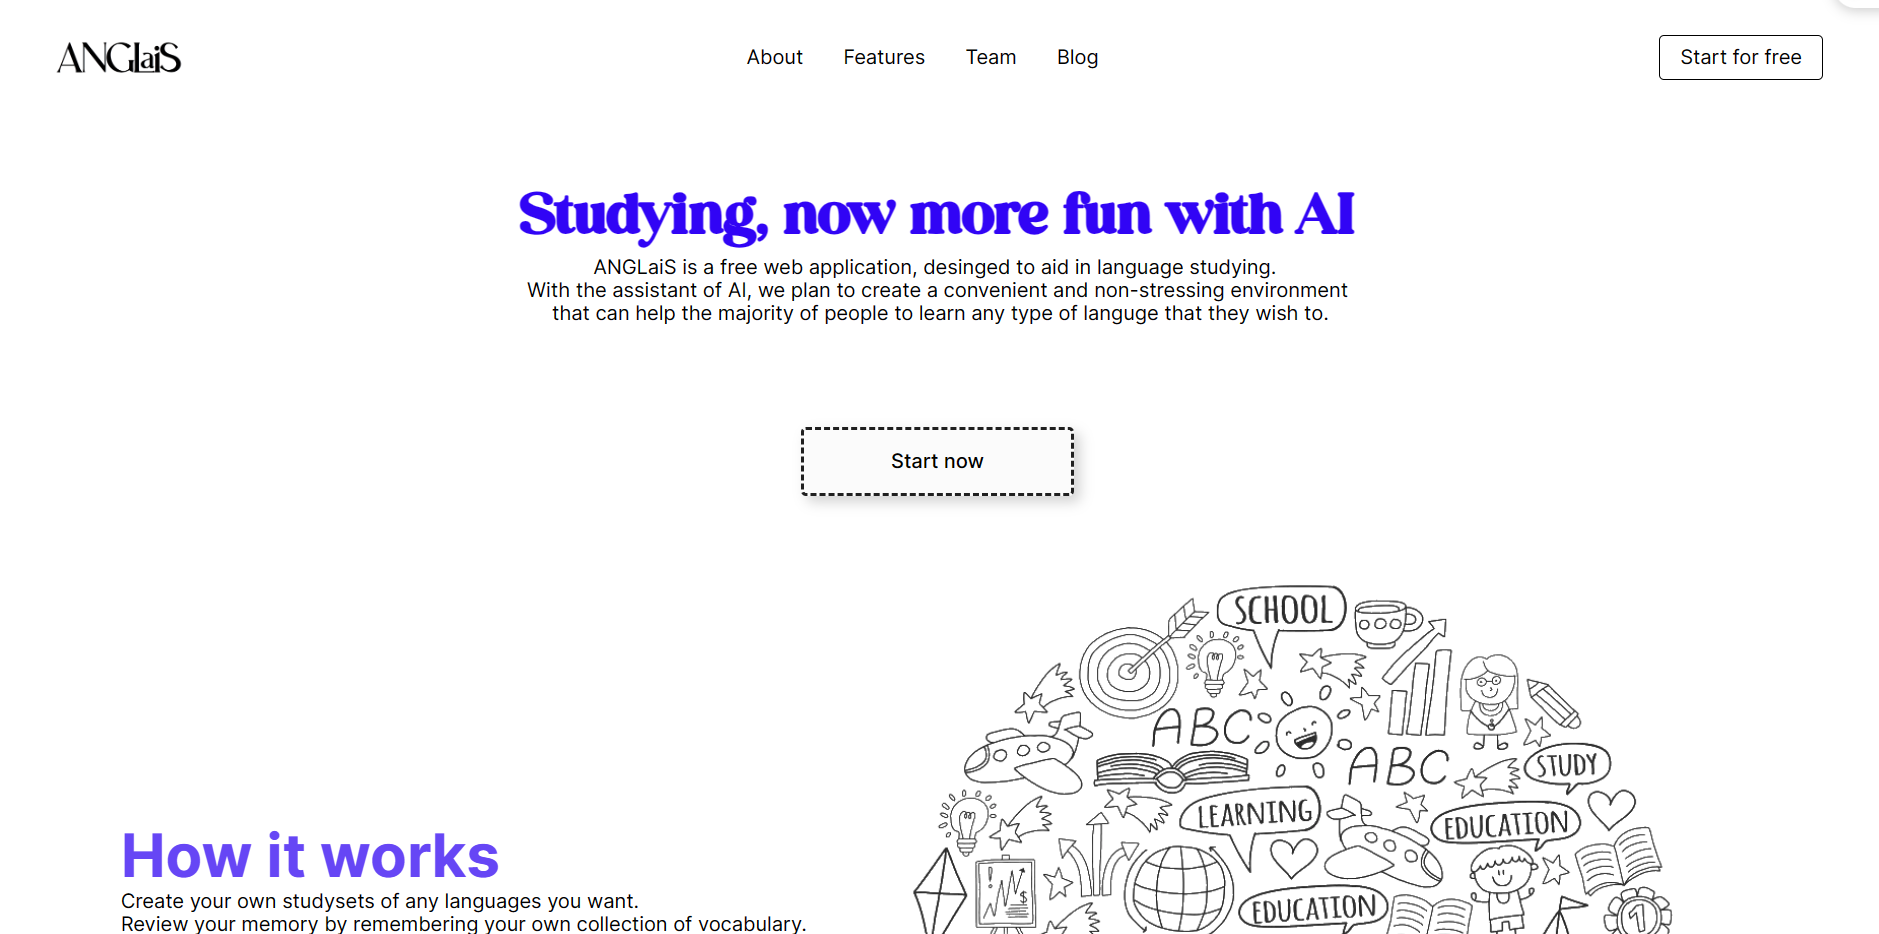 ANGLaiS
About Features Team Blog
Start for free
Studying, now more fun with AI
ANGLaiS is a free web application, desinged to aid in language studying.
With the assistant of AI, we plan to create a convenient and non-stressing environment
that can help the majority of people to learn any type of languge that they wish to.
Start now
SCHOOL
ABC
ABC
STUDY
LEARNING
EDUCATION
EDUCATION
$
1
How it works
Create your own studysets of any languages you want.
Review your memory by remembering your own collection of vocabulary.